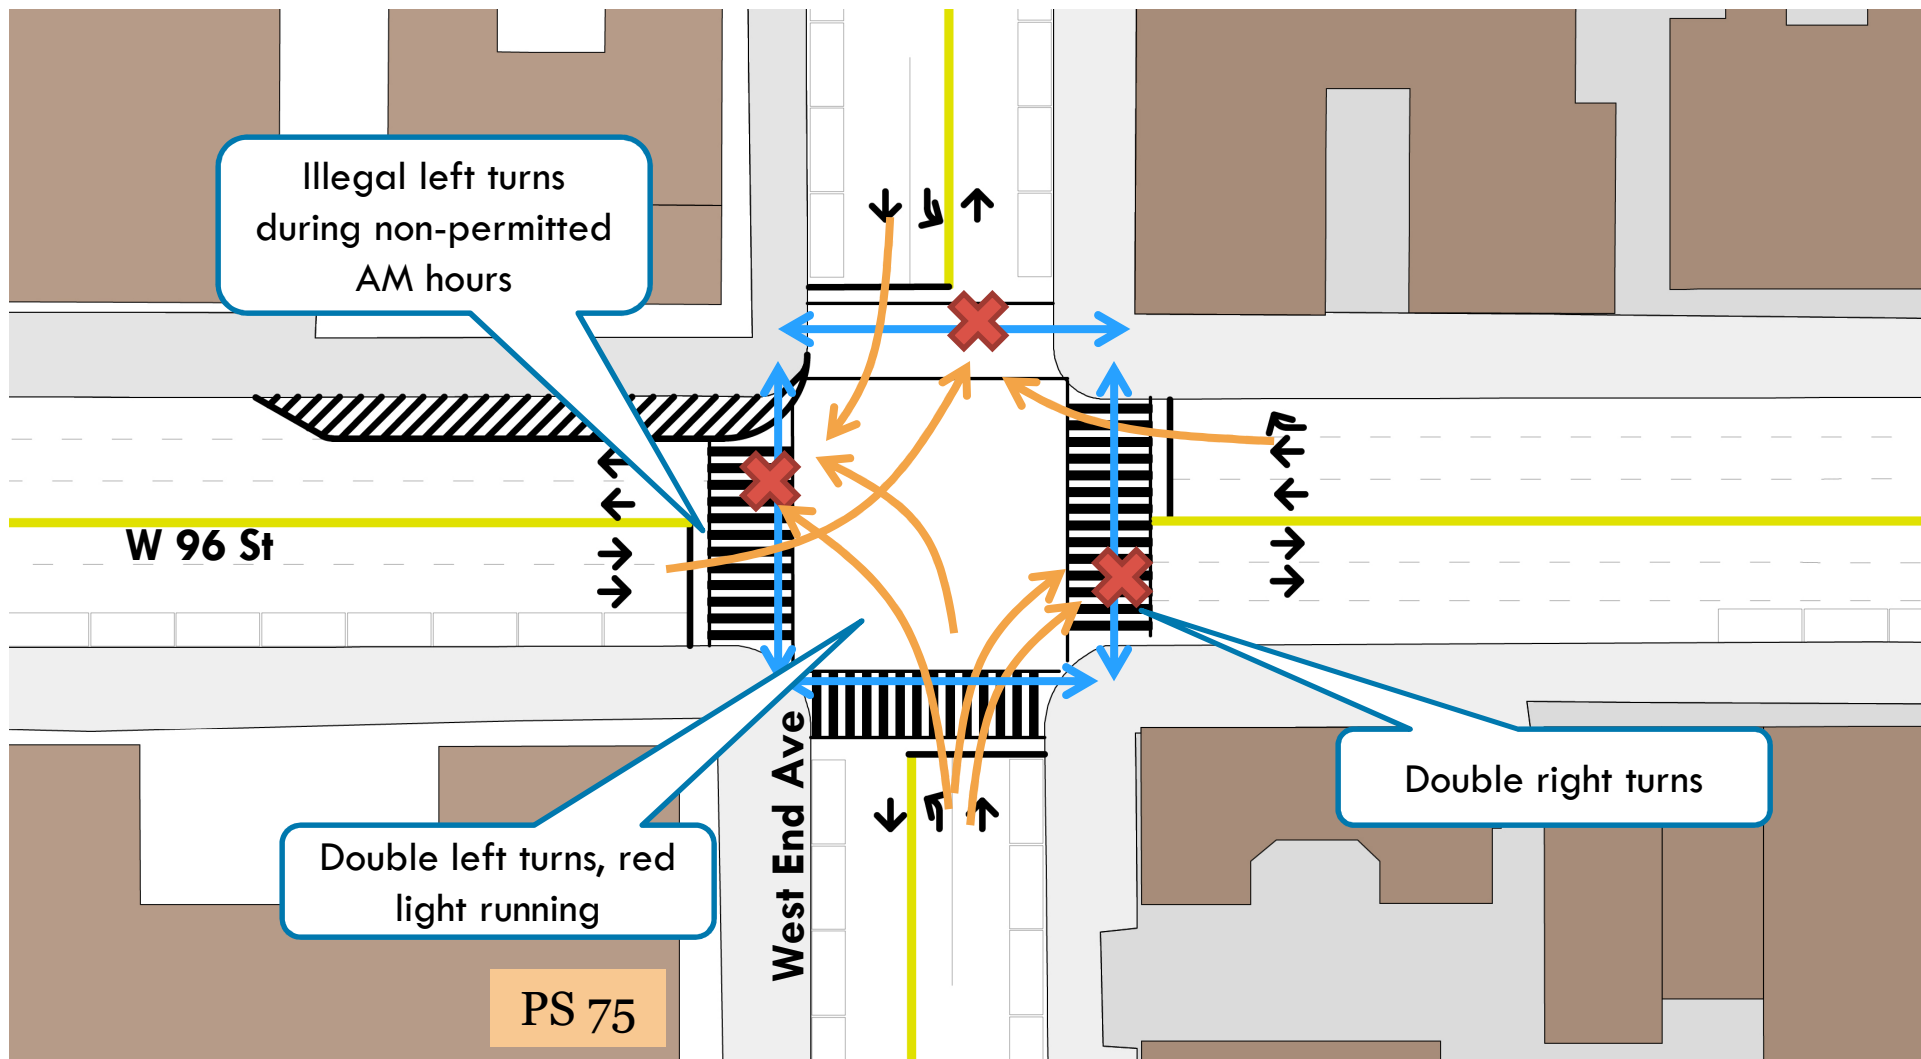 Illegal left turns
during non-permitted
AM hours
W 96 St
West End Ave
Double right turns
Double left turns, red
light running
PS 75